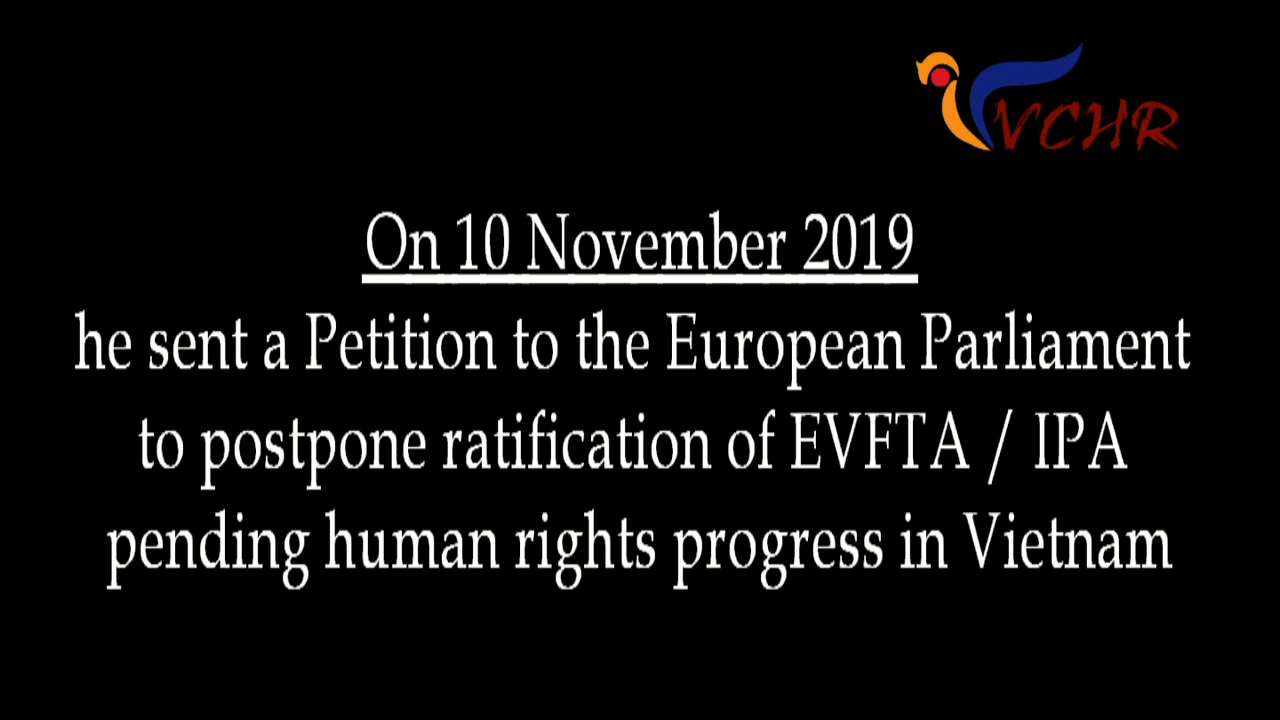 VCHR
On 10 November 2019
he sent a Petition to the European Parliament
to postpone ratification of EVFTA / IPA
pending human rights progress in Vietnam